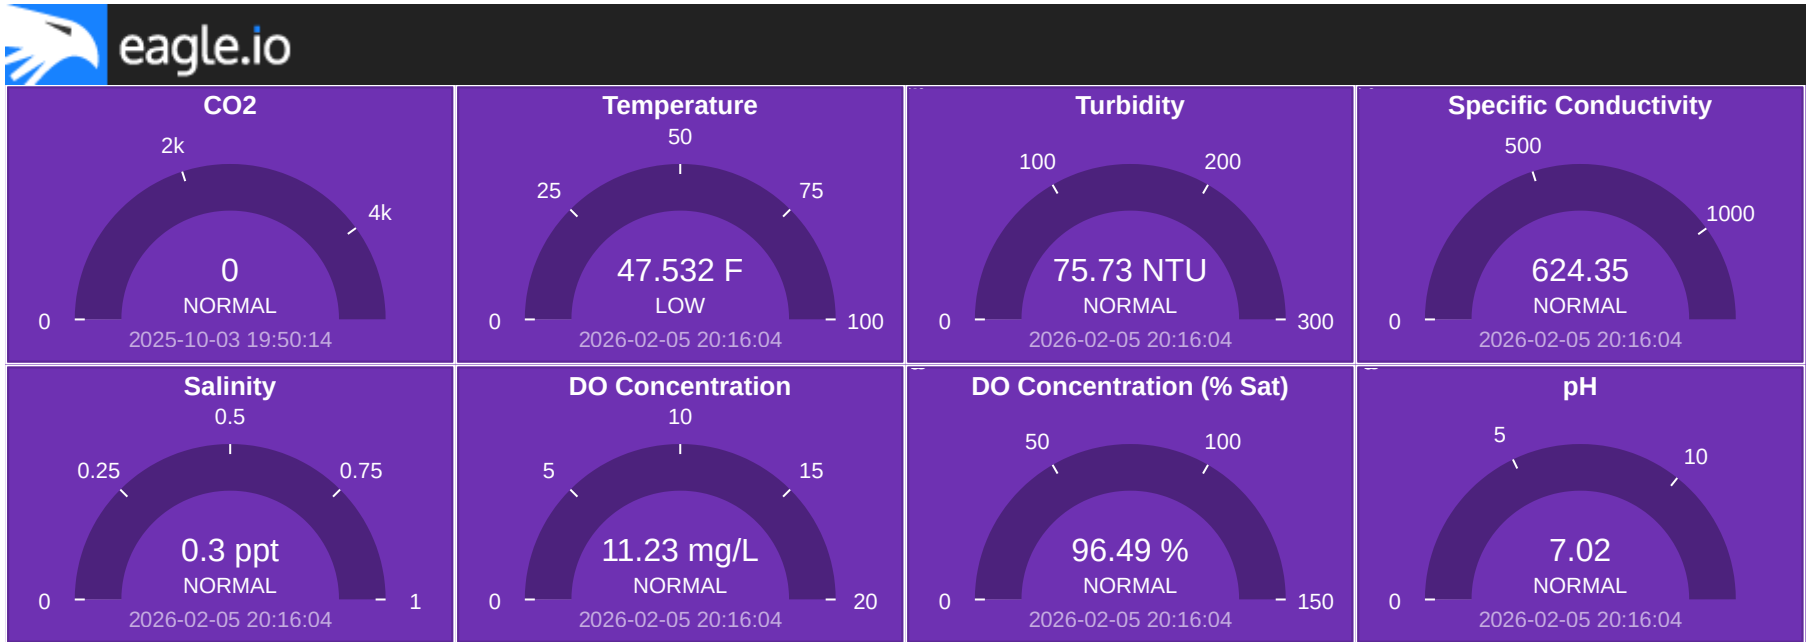 eagle.io
CO2
2k
4k
0
0
NORMAL
2025-10-03 19:50:14
Temperature
50
25
75
47.532 F
LOW
0
100
2026-02-05 20:16:04
Turbidity
100
200
75.73 NTU
NORMAL
0
300
2026-02-05 20:16:04
Specific Conductivity
500
1000
624.35
NORMAL
0
2026-02-05 20:16:04
Salinity
0.5
0.25
0.75
0.3 ppt
NORMAL
0
1
2026-02-05 20:16:04
DO Concentration
10
5
15
11.23 mg/L
NORMAL
0
20
2026-02-05 20:16:04
DO Concentration (% Sat)
50
100
96.49 %
NORMAL
0
150
2026-02-05 20:16:04
pH
5
10
7.02
NORMAL
0
2026-02-05 20:16:04